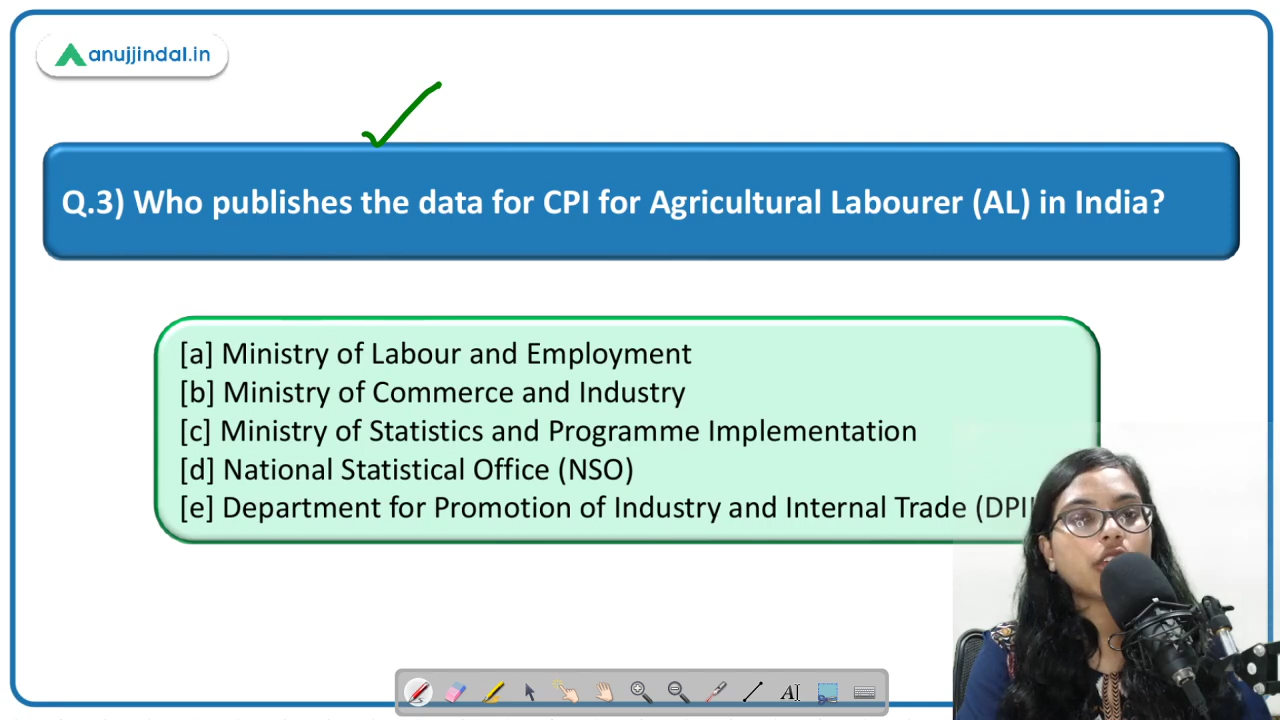 anujjindal.in
Q.3) Who publishes the data for CPI for Agricultural Labourer (AL) in India?
[a] Ministry of Labour and Employment
[b] Ministry of Commerce and Industry
[c] Ministry of Statistics and Programme Implementation
[d] National Statistical Office (NSO)
[e] Department for Promotion of Industry and Internal Trade (DPII